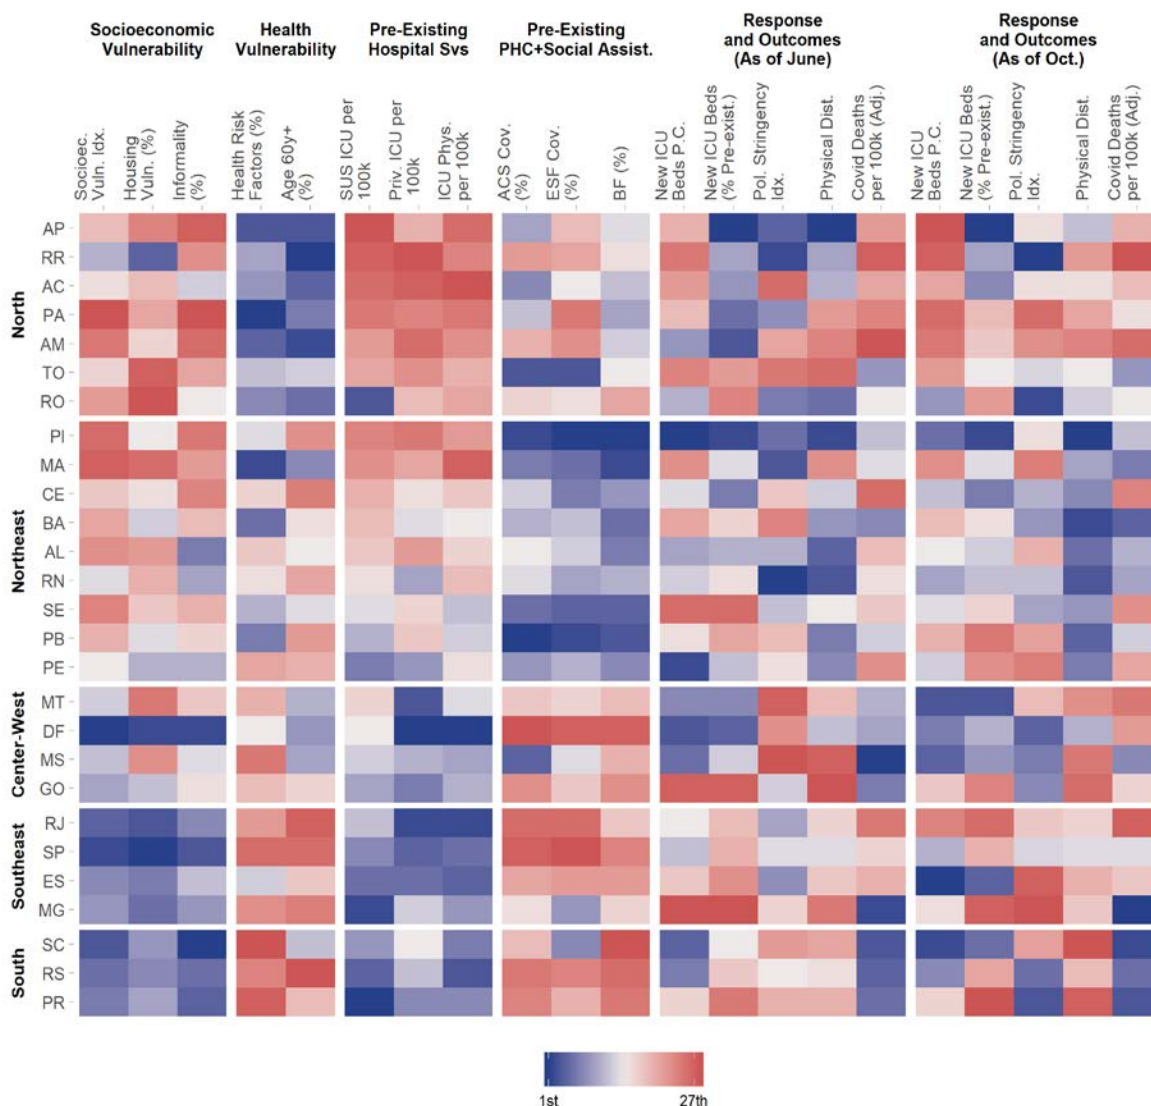 Socioeconomic
Vulnerability
Health
Vulnerability
Pre-Existing
Hospital Svs
Pre-Existing
PHC+Social Assist.
Response
and Outcomes
(As of June)
Response
and Outcomes
(As of Oct.)
Socioec.
Vuln. Idx.
Housing
Vuln. (%)
Informality
(%)
Health Risk
Factors (%)
Age 60y+
(%)
SUS ICU per
100k
Priv. ICU per
100k
ICU Phys.
per 100k
ACS Cov.
(%)
ESF Cov.
(%)
BF (%)
New ICU
Beds P.C.
New ICU Beds
(% Pre-exist.)
Pol. Stringency
Idx.
Physical Dist.
Covid Deaths
per 100k (Adj.)
New ICU
Beds P.C.
New ICU Beds
(% Pre-exist.)
Pol. Stringency
Idx.
Physical Dist.
Covid Deaths
per 100k (Adj.)
North
AP
RR
AC
PA
AM
TO
RO
Northeast
PI
MA
CE
BA
AL
RN
SE
PB
PE
Center-West
MT
DF
MS
GO
Southeast
RJ
SP
ES
MG
South
SC
RS
PR
1st
27th